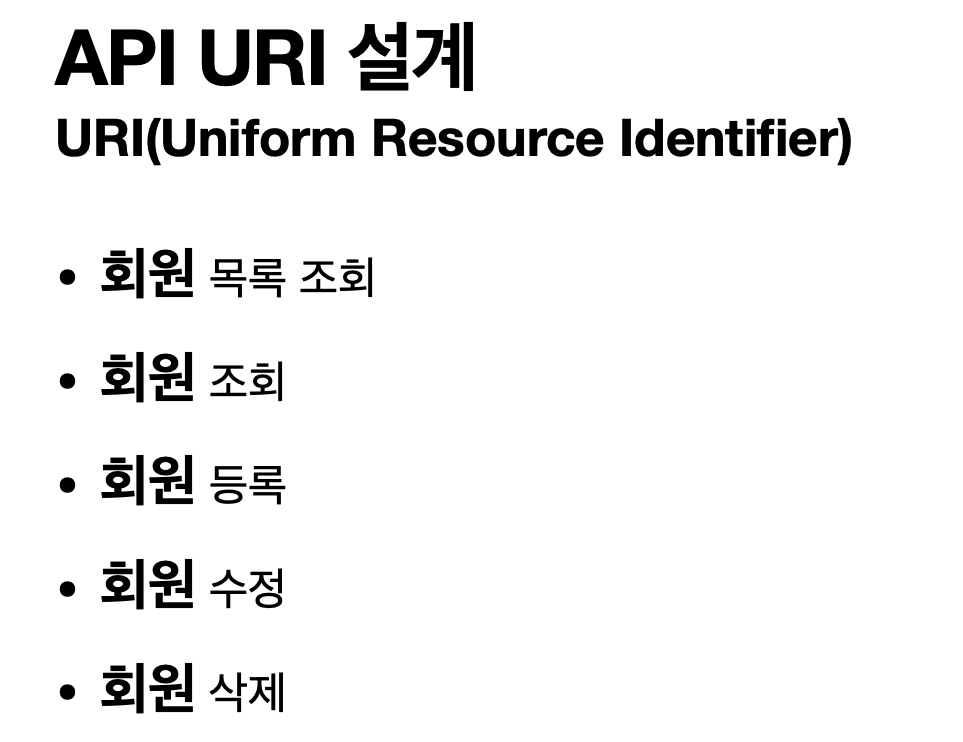 API URI 설계
URI(Uniform Resource Identifier)
• 회원 목록 조회
• 회원 조회
• 회원 등록
• 회원 수정
• 회원 삭제